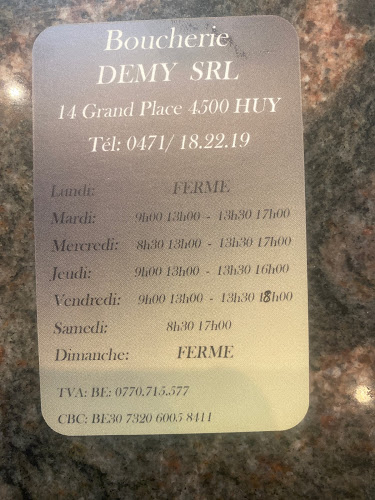 Boucherie
DEMY SRL
14 Grand Place 4500 HUY
Tél: 0471/ 18.22.19
Lundi: FERME
Mardi: 9h00 13h00 - 13h30 17h00
Mercredi: 8h30 13h00 - 13h30 17h00
Jeudi: 9h00 13h00 - 13h30 16h00
Vendredi: 9h00 13h00 - 13h30 18h00
Samedi: 8h30 17h00
Dimanche: FERME
TVA: BE: 0770.715.577
CBC: BE30 7320 6005 8411